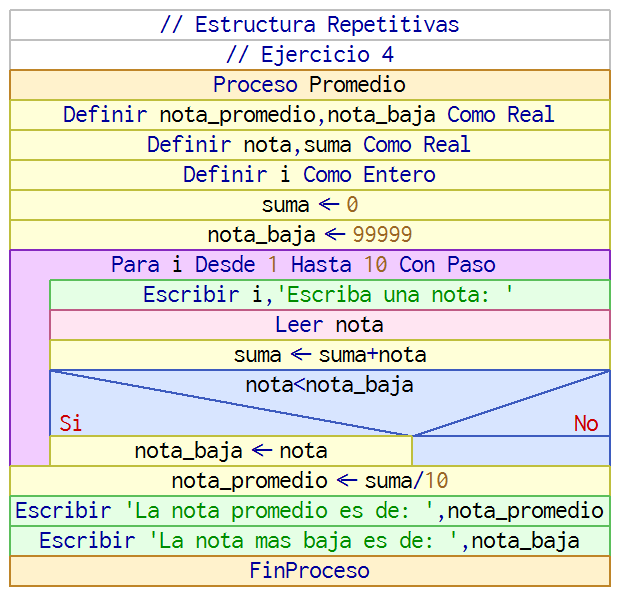 // Estructura Repetitivas
// Ejercicio 4
Proceso Promedio
Definir nota_promedio,nota_baja Como Real
Definir nota,suma Como Real
Definir i Como Entero
suma ← 0
nota_baja ← 99999
Para i Desde 1 Hasta 10 Con Paso
Escribir i,'Escriba una nota: '
Leer nota
suma ← suma+nota
nota<nota_baja
Si No
nota_baja ← nota
nota_promedio ← suma/10
Escribir 'La nota promedio es de: ',nota_promedio
Escribir 'La nota mas baja es de: ',nota_baja
FinProceso